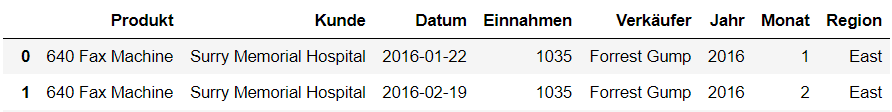 Produkt Kunde Datum Einnahmen Verkäufer Jahr Monat Region
0 640 Fax Machine Surry Memorial Hospital 2016-01-22 1035 Forrest Gump 2016 1 East
1 640 Fax Machine Surry Memorial Hospital 2016-02-19 1035 Forrest Gump 2016 2 East